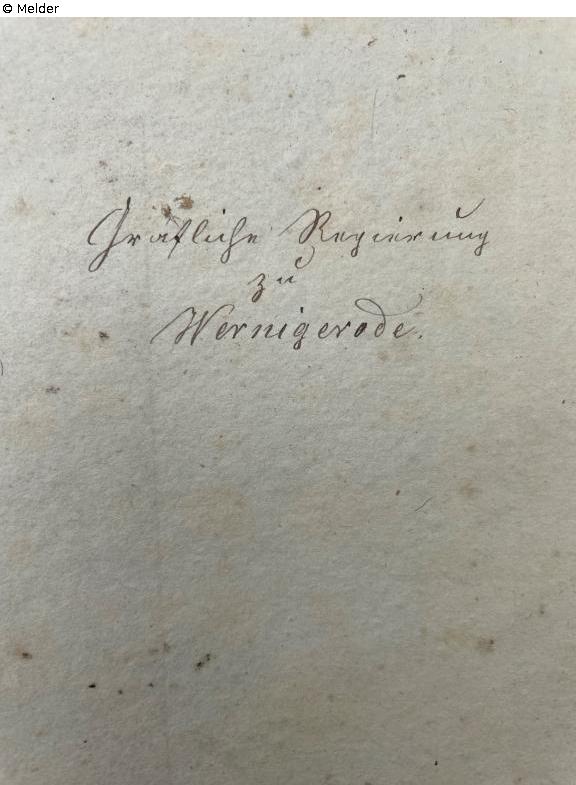 © Melder
Gräfliche Regierung
zu
Wernigerode.